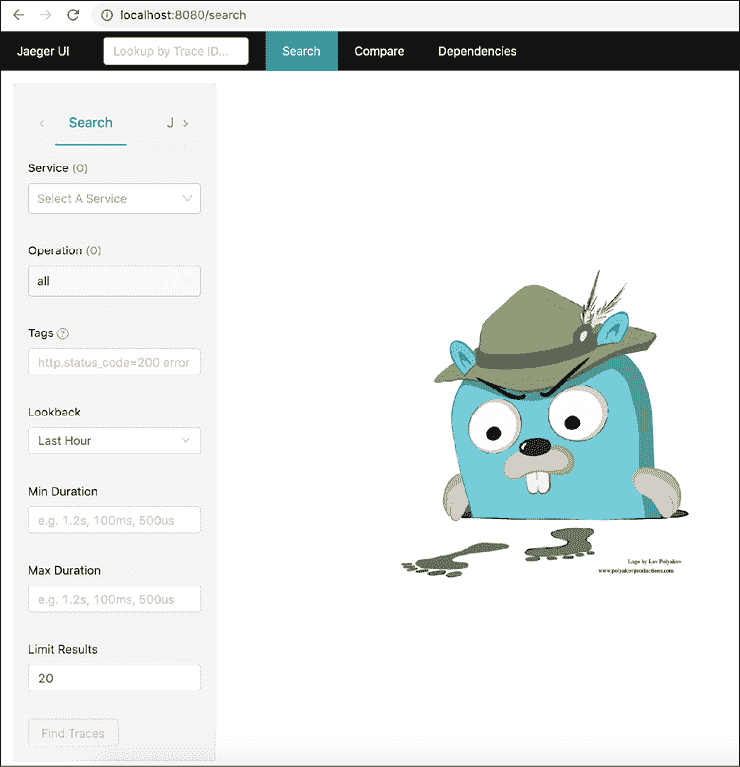 localhost:8080/search
Jaeger UI
Lookup by Trace ID...
Search
Compare
Dependencies
Search
J
Service (0)
Select A Service
Operation (0)
all
Tags ?
http.status_code=200 error
Lookback
Last Hour
Min Duration
e.g. 1.2s, 100ms, 500us
Max Duration
e.g. 1.2s, 100ms, 500us
Limit Results
20
Find Traces
Logo by Lev Polyakov
www.polyakovproductions.com